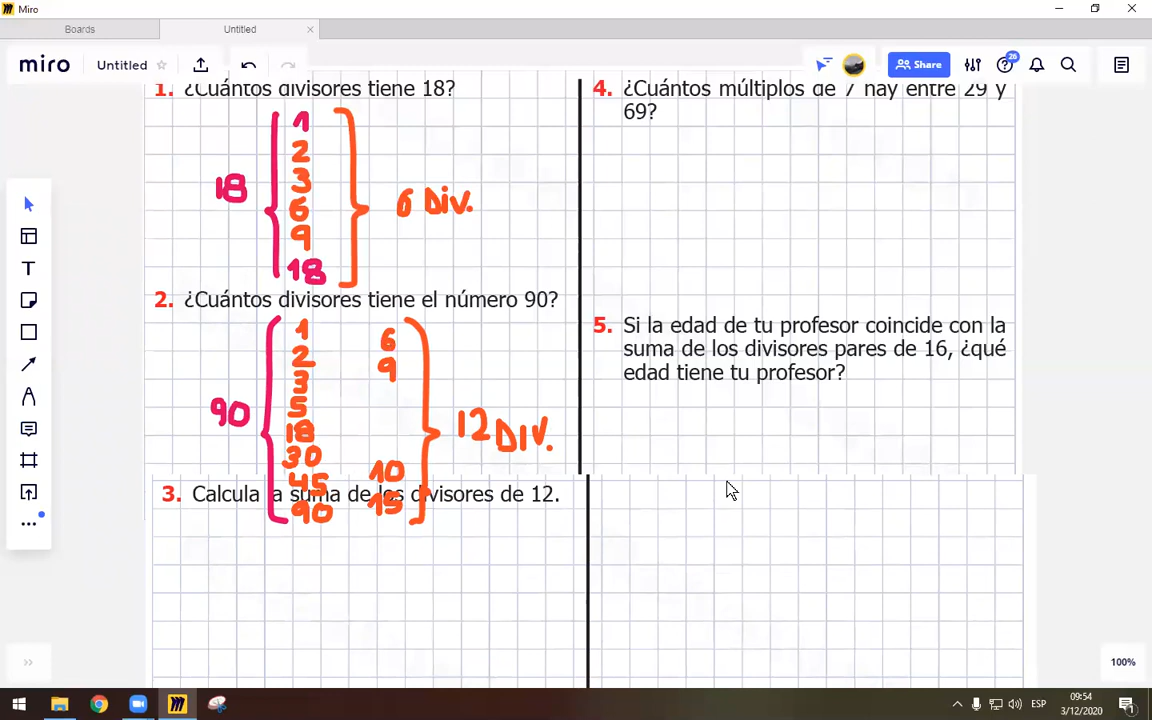 Miro
Boards
Untitled
miro
Untitled
Share
26
1. ¿Cuántos divisores tiene 18?
18
1
2
3
6
9
18
6 Div.
2. ¿Cuántos divisores tiene el número 90?
90
1 6
2 9
3
5
18
30
45 10
90 15
12 Div.
3. Calcula la suma de los divisores de 12.
4. ¿Cuántos múltiplos de 7 hay entre 29 y
69?
5. Si la edad de tu profesor coincide con la
suma de los divisores pares de 16, ¿qué
edad tiene tu profesor?
100%
ESP
09:54
3/12/2020
1